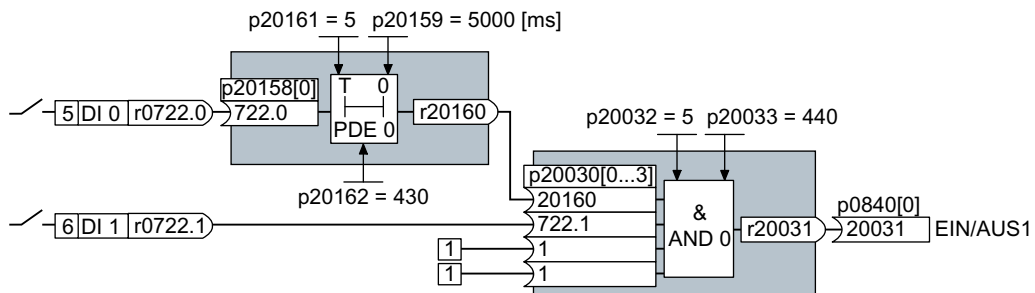 p20161 = 5 p20159 = 5000 [ms]
p20158[0] T 0
5 DI 0 r0722.0 722.0 r20160
PDE 0
p20032 = 5 p20033 = 440
p20162 = 430
p20030[0...3]
20160
6 DI 1 r0722.1 722.1 & p0840[0]
AND 0 r20031 20031 EIN/AUS1
1 1
1 1